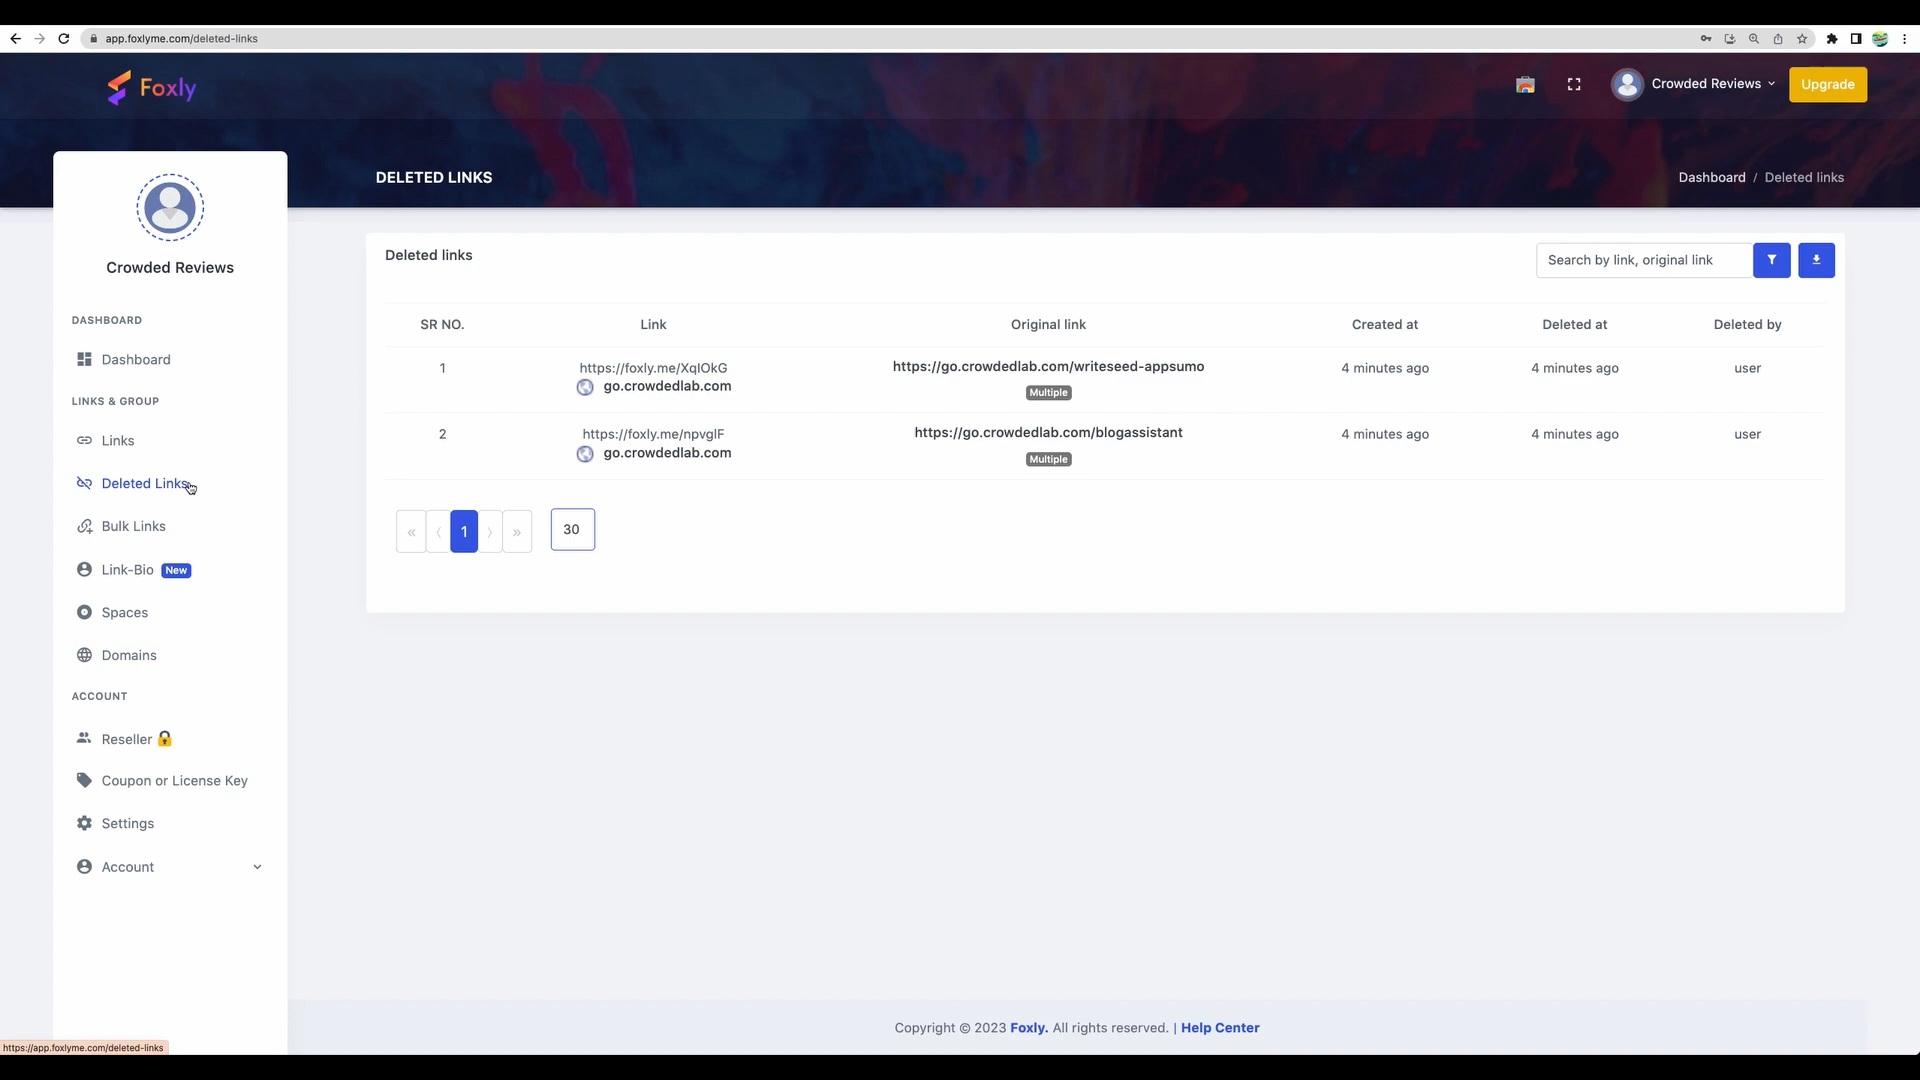 app.foxlyme.com/deleted-links
Foxly
Crowded Reviews
Upgrade
DELETED LINKS
Dashboard / Deleted links
Crowded Reviews
DASHBOARD
Dashboard
LINKS & GROUP
Links
Deleted Links
Bulk Links
Link-Bio New
Spaces
Domains
ACCOUNT
Reseller
Coupon or License Key
Settings
Account
Deleted links
Search by link, original link
SR NO. Link Original link Created at Deleted at Deleted by
1 https://foxly.me/XqlOkG https://go.crowdedlab.com/writeseed-appsumo 4 minutes ago 4 minutes ago user
go.crowdedlab.com Multiple
2 https://foxly.me/npvglF https://go.crowdedlab.com/blogassistant 4 minutes ago 4 minutes ago user
go.crowdedlab.com Multiple
« ‹ 1 › » 30
Copyright © 2023 Foxly. All rights reserved. | Help Center
https://app.foxlyme.com/deleted-links